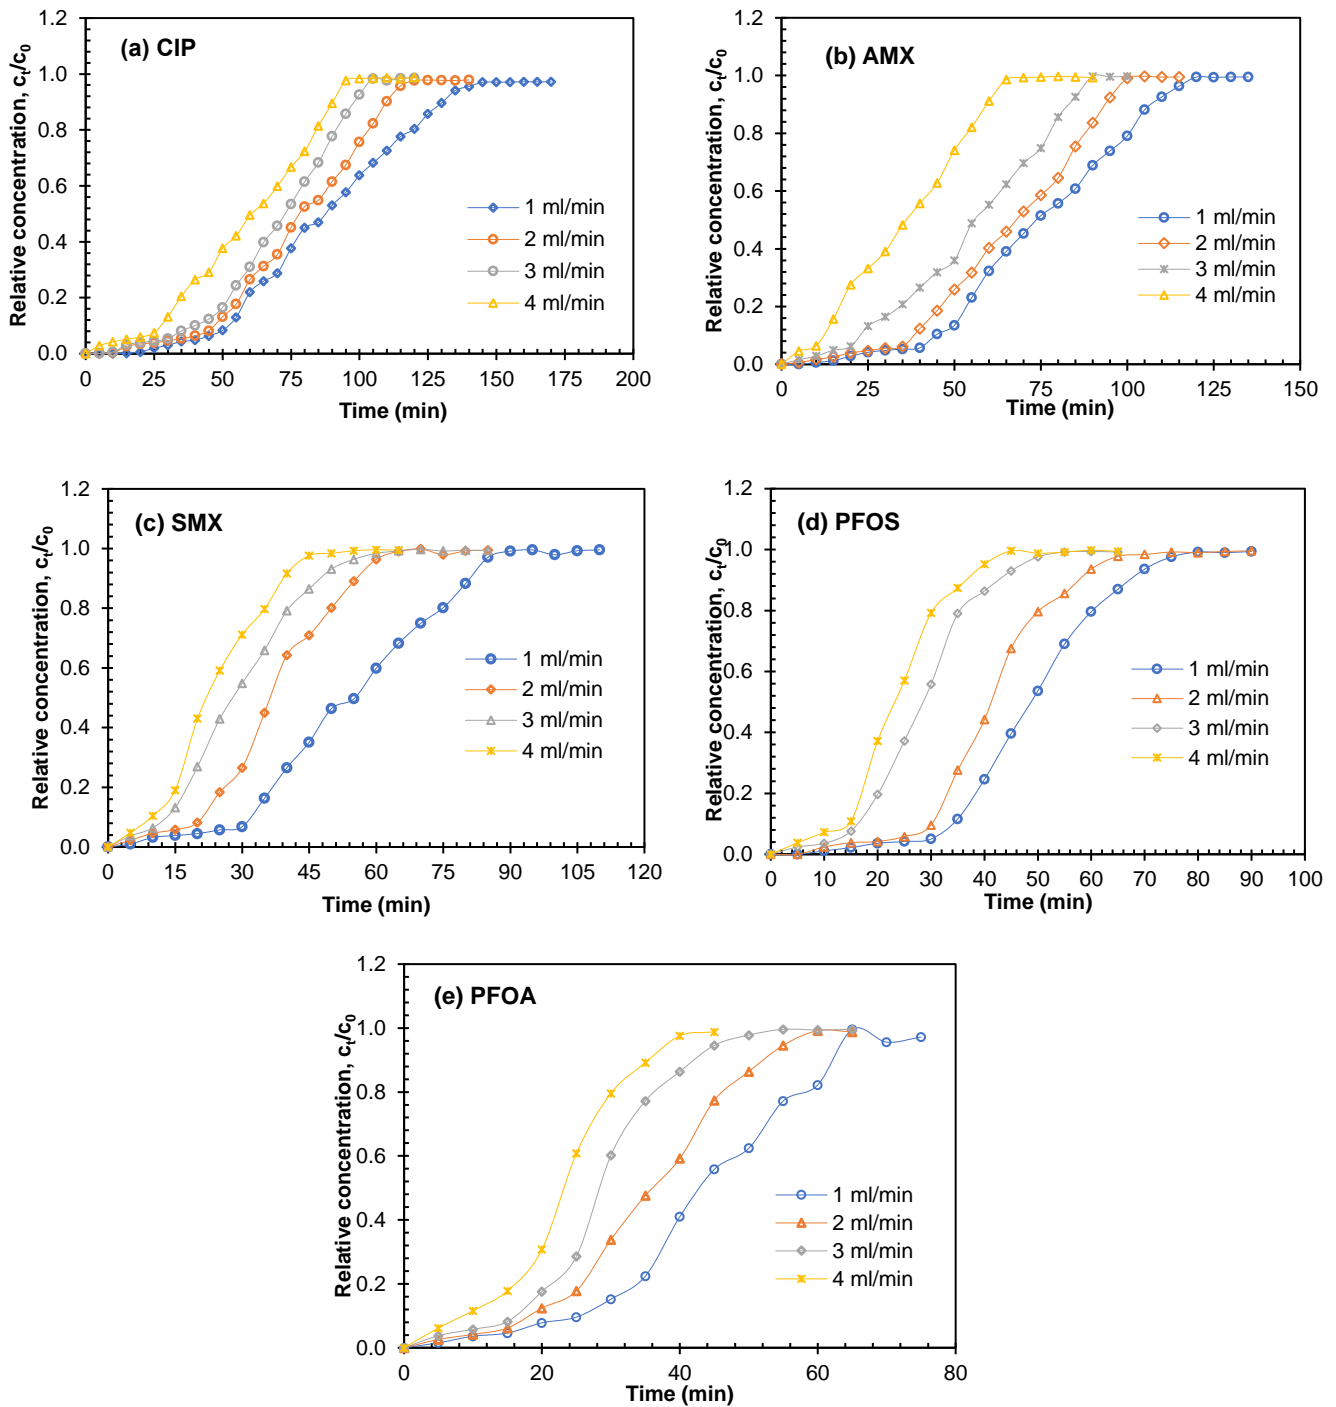 (a) CIP
Relative concentration, ct/c0
1.2
1.0
0.8
0.6
0.4
0.2
0.0
1 ml/min
2 ml/min
3 ml/min
4 ml/min
0 25 50 75 100 125 150 175 200
Time (min)
(b) AMX
Relative concentration, ct/c0
1.2
1.0
0.8
0.6
0.4
0.2
0.0
1 ml/min
2 ml/min
3 ml/min
4 ml/min
0 25 50 75 100 125 150
Time (min)
(c) SMX
Relative concentration, ct/c0
1.2
1.0
0.8
0.6
0.4
0.2
0.0
1 ml/min
2 ml/min
3 ml/min
4 ml/min
0 15 30 45 60 75 90 105 120
Time (min)
(d) PFOS
Relative concentration, ct/c0
1.2
1.0
0.8
0.6
0.4
0.2
0.0
1 ml/min
2 ml/min
3 ml/min
4 ml/min
0 10 20 30 40 50 60 70 80 90 100
Time (min)
(e) PFOA
Relative concentration, ct/c0
1.2
1.0
0.8
0.6
0.4
0.2
0.0
1 ml/min
2 ml/min
3 ml/min
4 ml/min
0 20 40 60 80
Time (min)